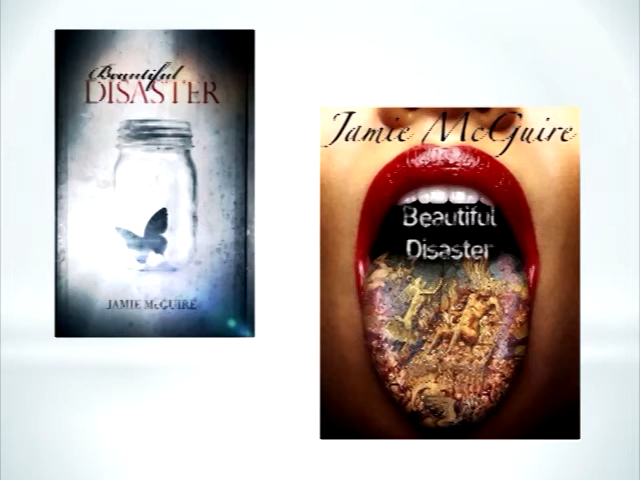 Beautiful
DISASTER
JAMIE McGUIRE
Jamie McGuire
Beautiful
Disaster